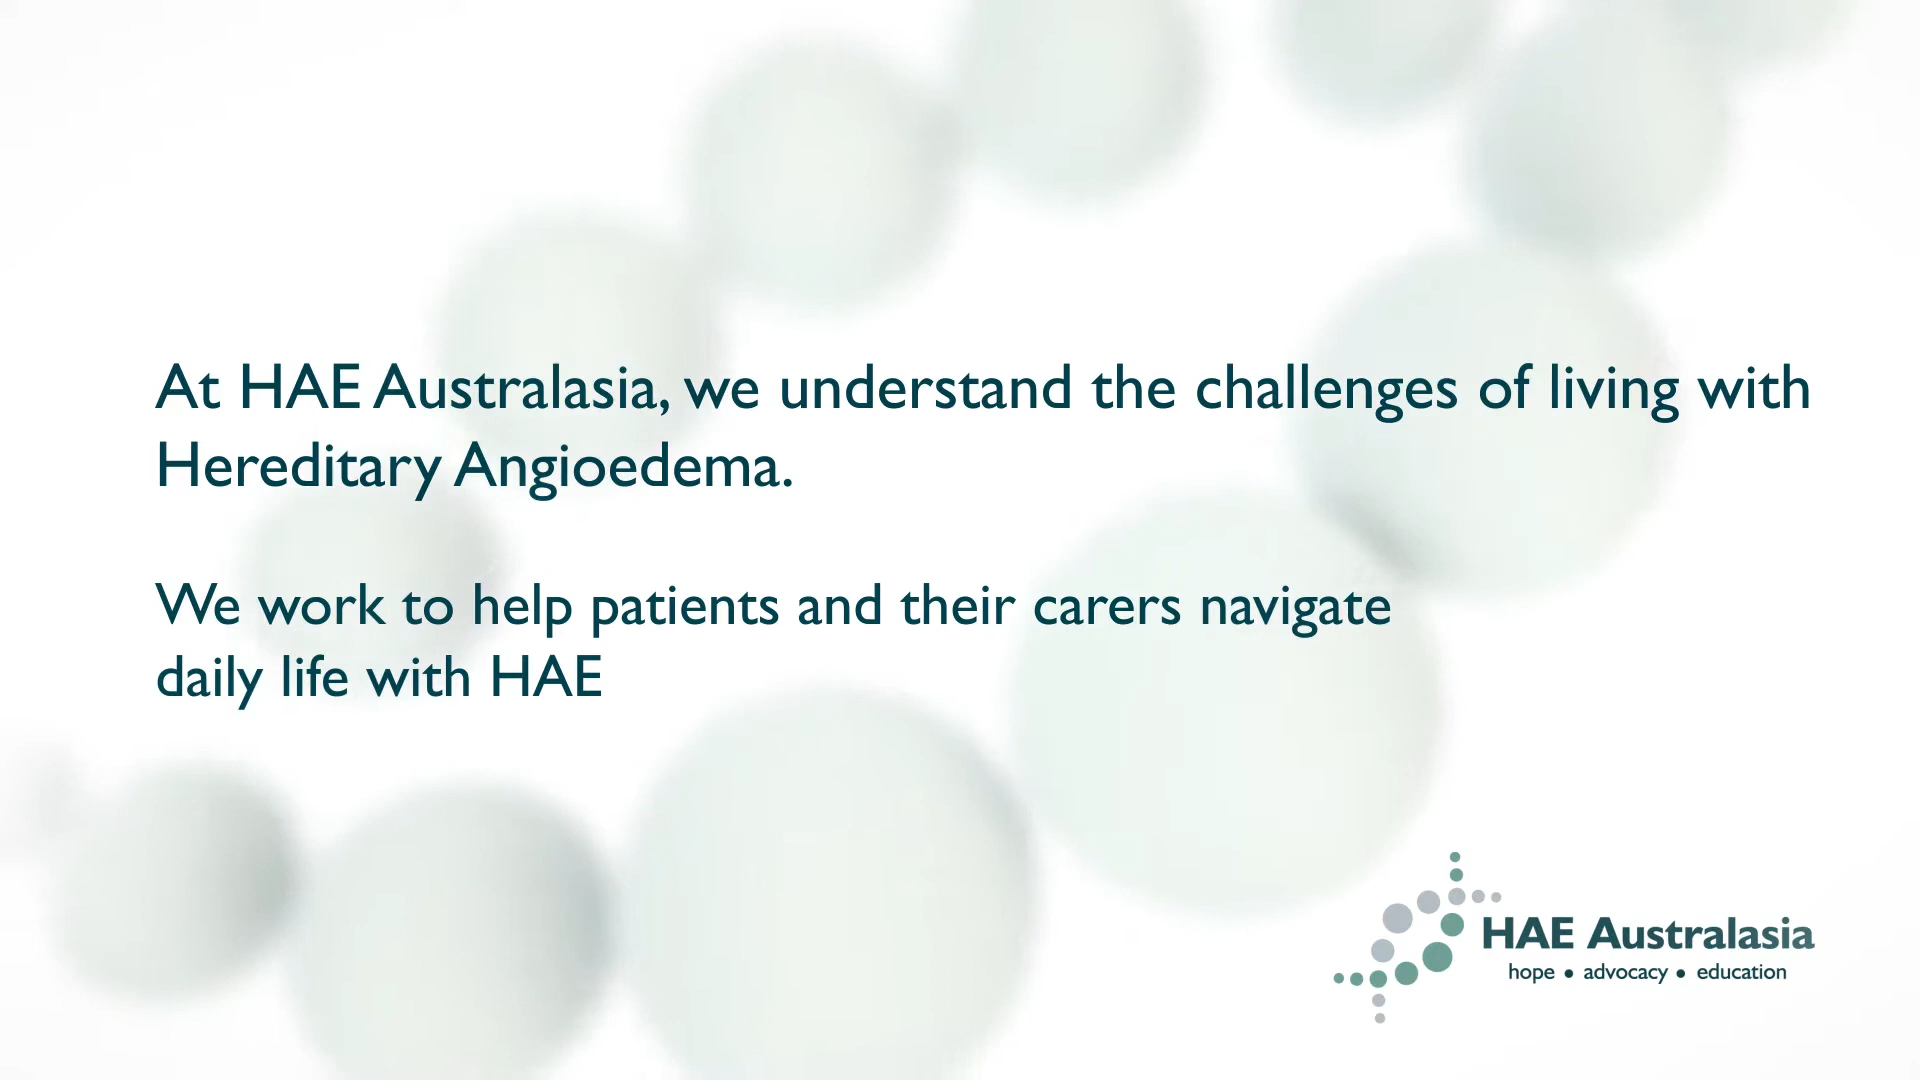 At HAE Australasia, we understand the challenges of living with
Hereditary Angioedema.
We work to help patients and their carers navigate
daily life with HAE
HAE Australasia
hope • advocacy • education